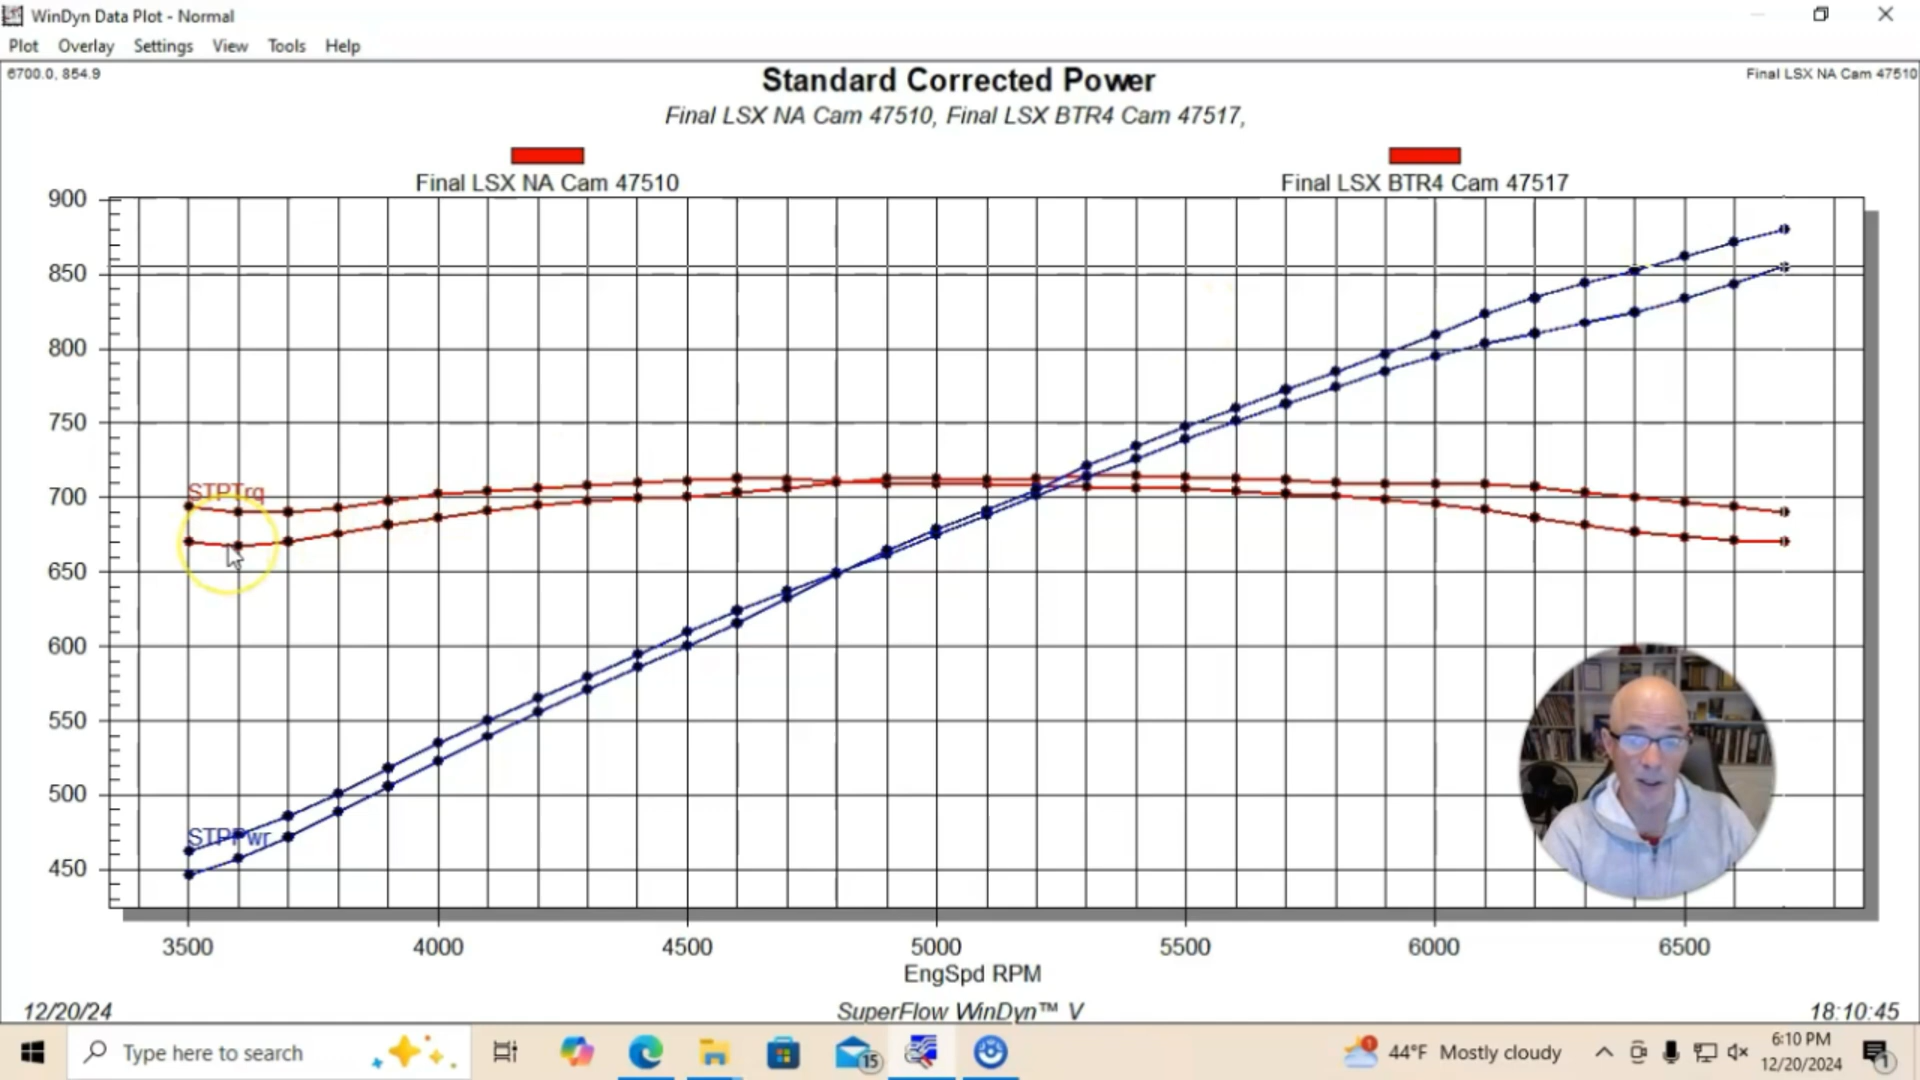 WinDyn Data Plot - Normal
Plot Overlay Settings View Tools Help
6700.0, 854.9
Final LSX NA Cam 47510
Standard Corrected Power
Final LSX NA Cam 47510, Final LSX BTR4 Cam 47517,
Final LSX NA Cam 47510
Final LSX BTR4 Cam 47517
900
850
800
750
700
650
600
550
500
450
STPTrq
STPPwr
3500 4000 4500 5000 5500 6000 6500
EngSpd RPM
12/20/24
SuperFlow WinDyn™ V
18:10:45
Type here to search
15
1
44°F Mostly cloudy
6:10 PM
12/20/2024
1